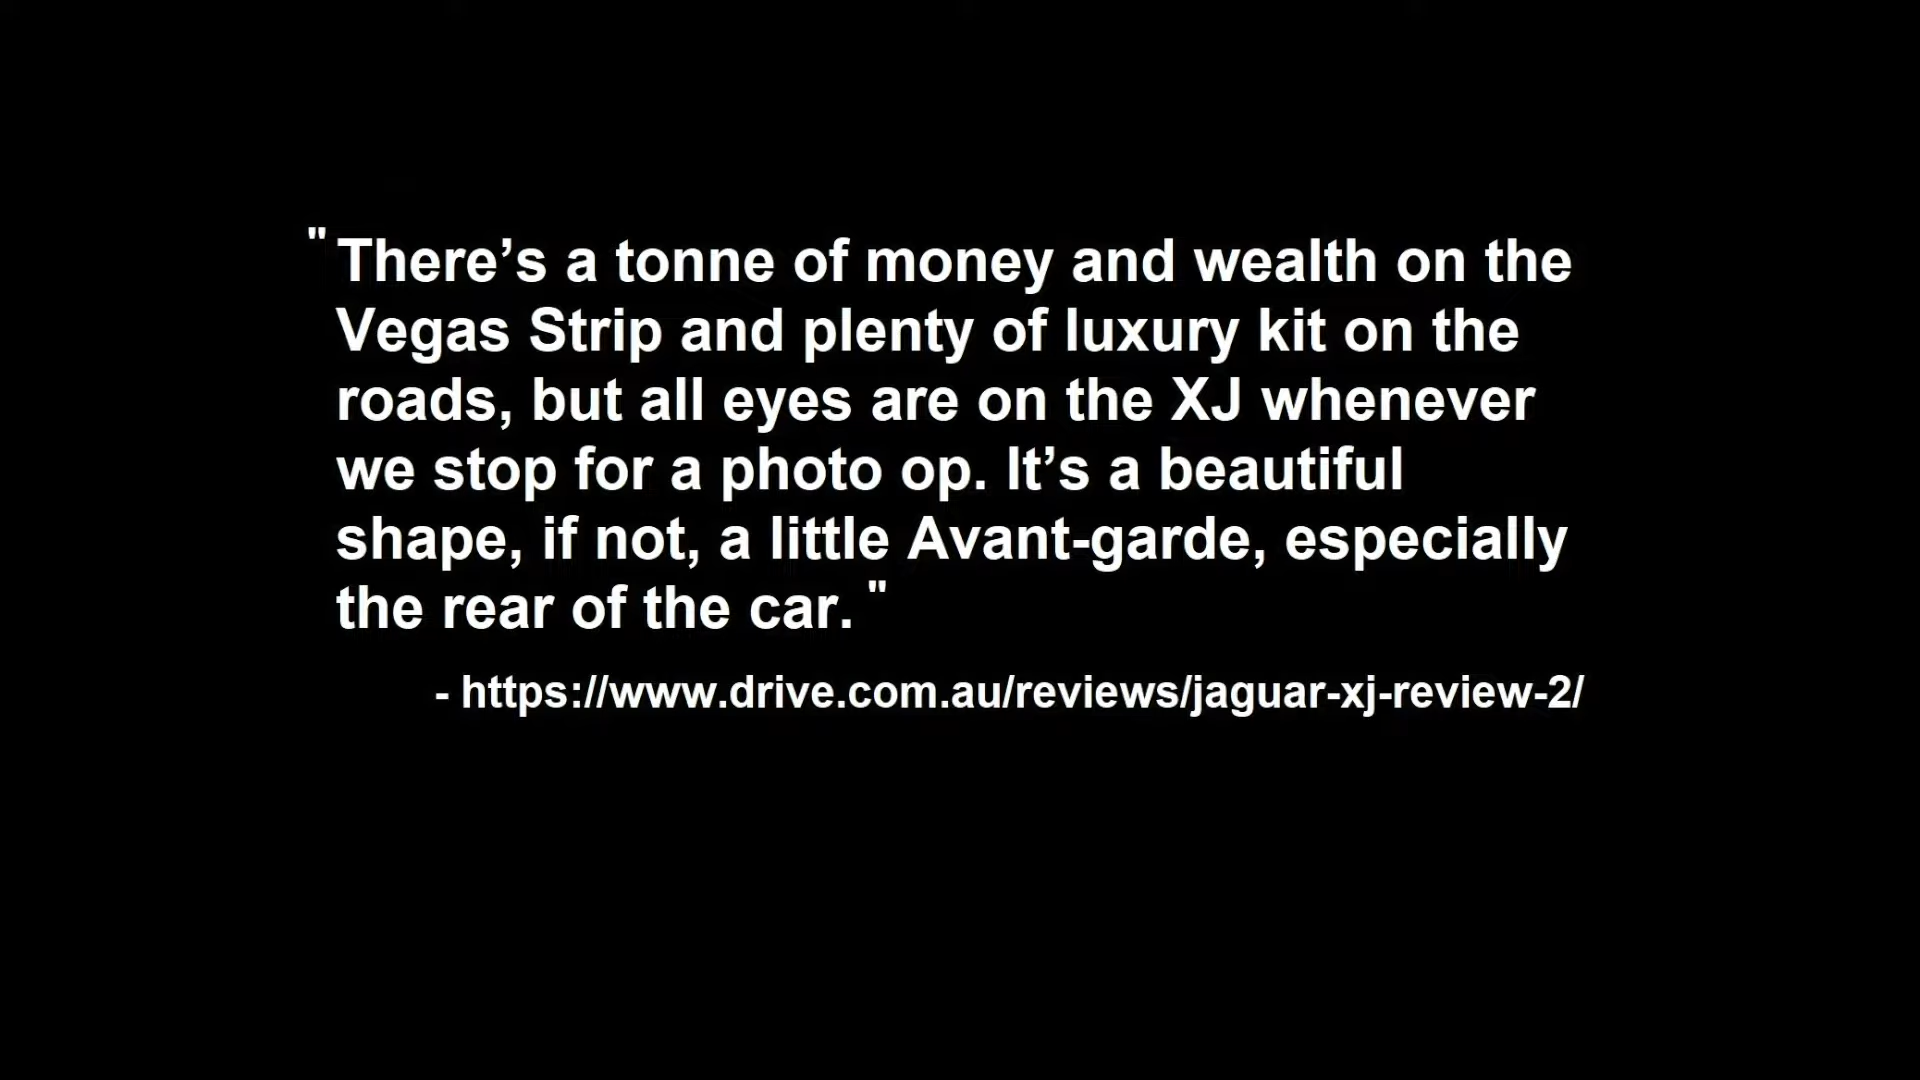 "There’s a tonne of money and wealth on the
Vegas Strip and plenty of luxury kit on the
roads, but all eyes are on the XJ whenever
we stop for a photo op. It’s a beautiful
shape, if not, a little Avant-garde, especially
the rear of the car."
- https://www.drive.com.au/reviews/jaguar-xj-review-2/